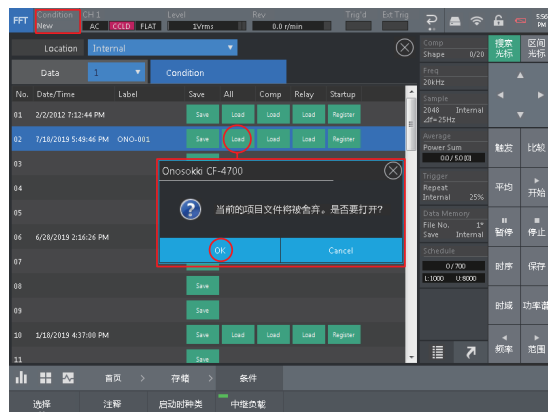 FFT Condition New CH 1 AC CCLD FLAT Level 1Vrms Rev 0.0 r/min Trig'd Ext Trig 5:56 PM
Location Internal
Data 1 Condition
No. Date/Time Label Save All Comp Relay Startup
01 2/2/2012 7:12:44 PM Save Load Load Load Register
02 7/18/2019 5:49:46 PM ONO-001 Save Load Load Load Register
03
04
05
06 6/28/2019 2:16:26 PM
07
08 Save
09 Save
10 1/18/2019 4:37:00 PM Save Load Load Load Register
11 Save
Onosokki CF-4700
当前的项目文件将被舍弃。是否要打开?
OK Cancel
Comp
Shape 0/20
Freq
20kHz
Sample
2048 Internal
⊿f=25Hz
Average
Power Sum
00/50[0]
Trigger
Repeat
Internal 25%
Data Memory
File No. 1*
Save Internal
Schedule
0/700
L:1000 U:8000
搜索光标 区间光标
触发 比较
平均 开始
暂停 停止
时序 保存
时域 功率谱
频率 范围
首页 > 存储 > 条件
选择 注释 启动时种类 中继负载